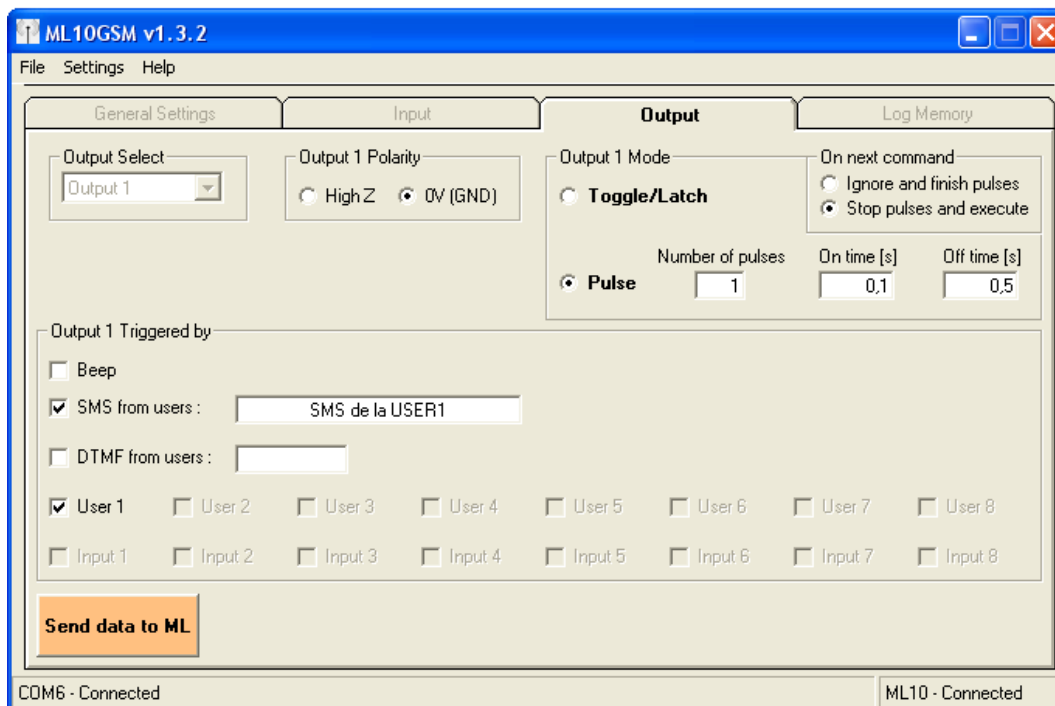 ML10GSM v1.3.2
File Settings Help
General Settings Input Output Log Memory
Output Select
Output 1
Output 1 Polarity
High Z 0V (GND)
Output 1 Mode
Toggle/Latch
On next command
Ignore and finish pulses
Stop pulses and execute
Pulse
Number of pulses
1
On time [s]
0,1
Off time [s]
0,5
Output 1 Triggered by
Beep
SMS from users : SMS de la USER1
DTMF from users :
User 1 User 2 User 3 User 4 User 5 User 6 User 7 User 8
Input 1 Input 2 Input 3 Input 4 Input 5 Input 6 Input 7 Input 8
Send data to ML
COM6 - Connected ML10 - Connected